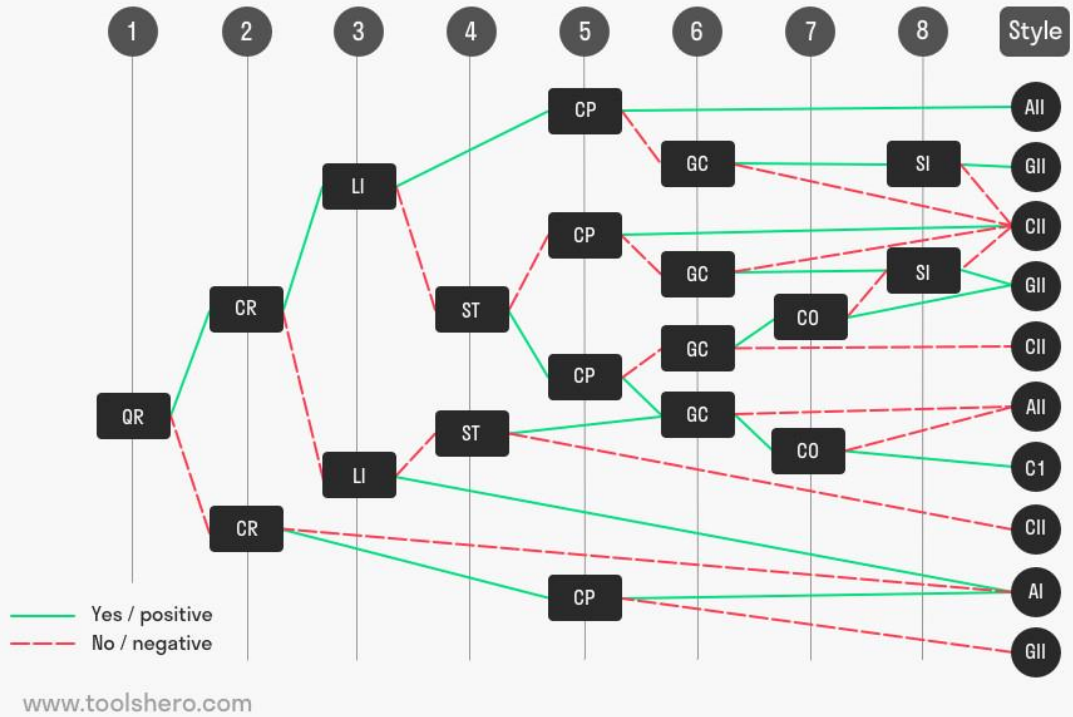 1 2 3 4 5 6 7 8 Style
CP AII
GC SI GII
LI
CP CII
GC SI GII
CR ST CO
GC CII
CP
QR GC AII
ST CO C1
LI
CR CII
CP AI
Yes / positive
No / negative GII
www.toolshero.com